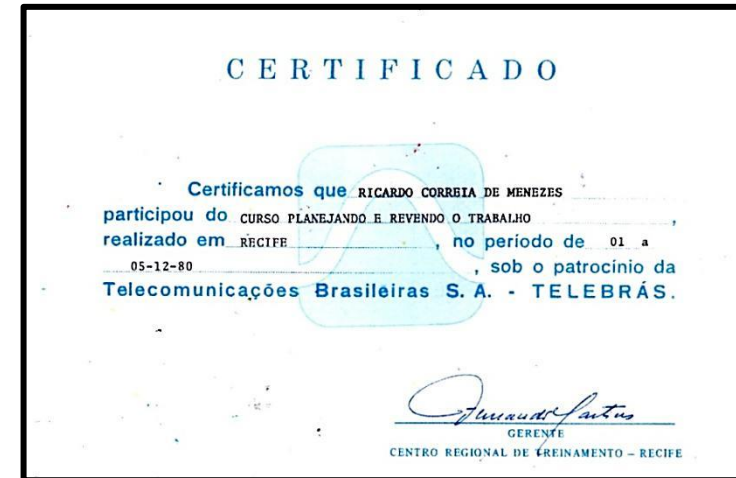 CERTIFICADO
Certificamos que RICARDO CORREIA DE MENEZES
participou do CURSO PLANEJANDO E REVENDO O TRABALHO ,
realizado em RECIFE , no período de 01 a
05-12-80 , sob o patrocínio da
Telecomunicações Brasileiras S. A. - TELEBRÁS.
GERENTE
CENTRO REGIONAL DE TREINAMENTO – RECIFE